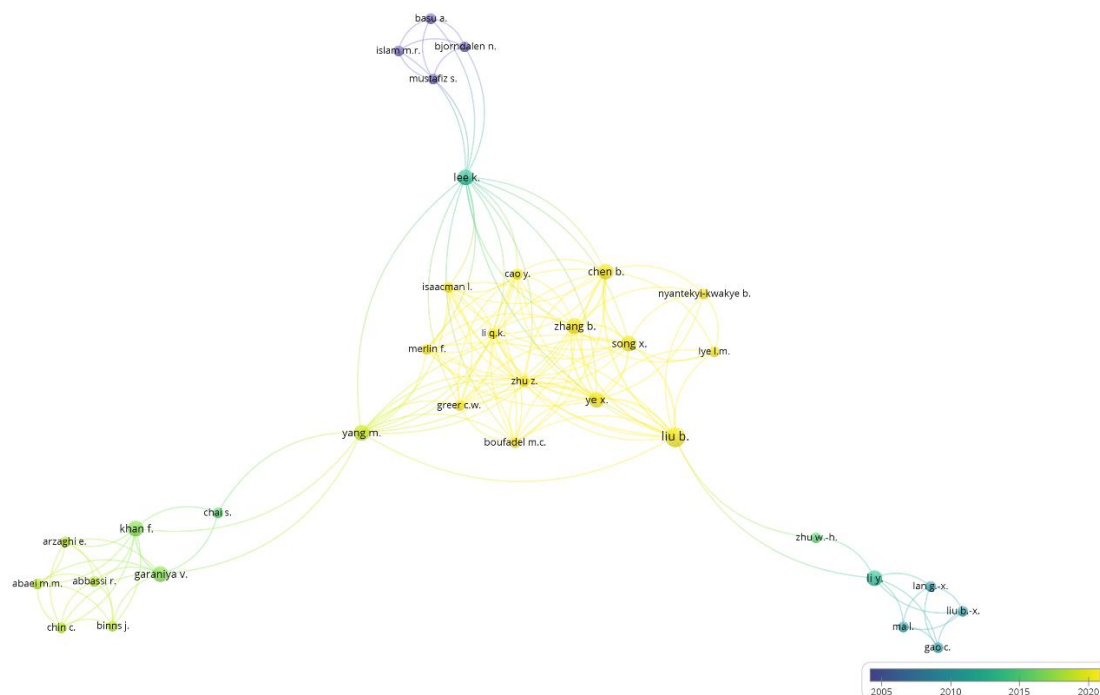 basu a.
bjorndalen n.
islam m.r.
mustafiz s.
lee k.
cao y.
chen b.
isaacman l.
nyantekyi-kwakye b.
zhang b.
li q.k.
song x.
merlin f.
lye l.m.
zhu z.
ye x.
greer c.w.
yang m.
boufadel m.c.
liu b.
chai s.
khan f.
zhu w.-h.
arzaghi e.
garaniya v.
li y.
abaei m.m.
abbassi r.
lan g.-x.
liu b.-x.
chin c.
binns j.
ma l.
gao c.
2005 2010 2015 2020